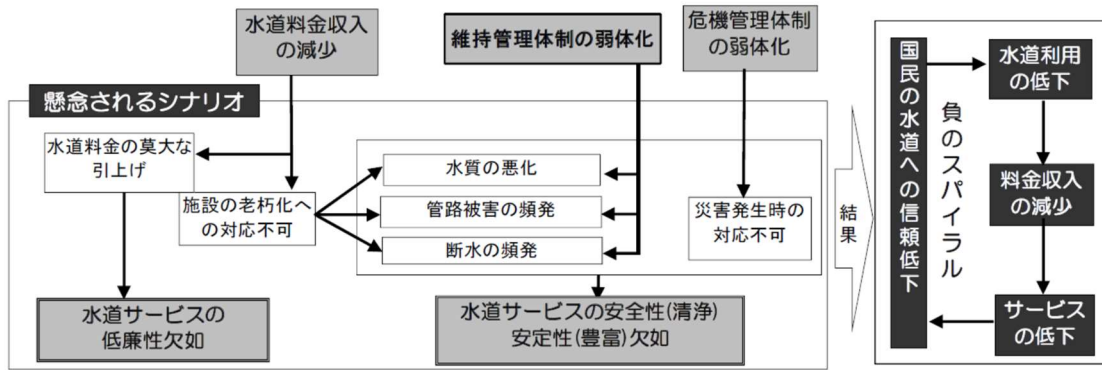 水道料金収入
の減少
維持管理体制の弱体化
危機管理体制
の弱体化
懸念されるシナリオ
水道料金の莫大な
引上げ
施設の老朽化へ
の対応不可
水質の悪化
管路被害の頻発
断水の頻発
災害発生時の
対応不可
水道サービスの
低廉性欠如
水道サービスの安全性(清浄)
安定性(豊富)欠如
結果
国民の水道への信頼低下
負のスパイラル
水道利用
の低下
料金収入
の減少
サービス
の低下